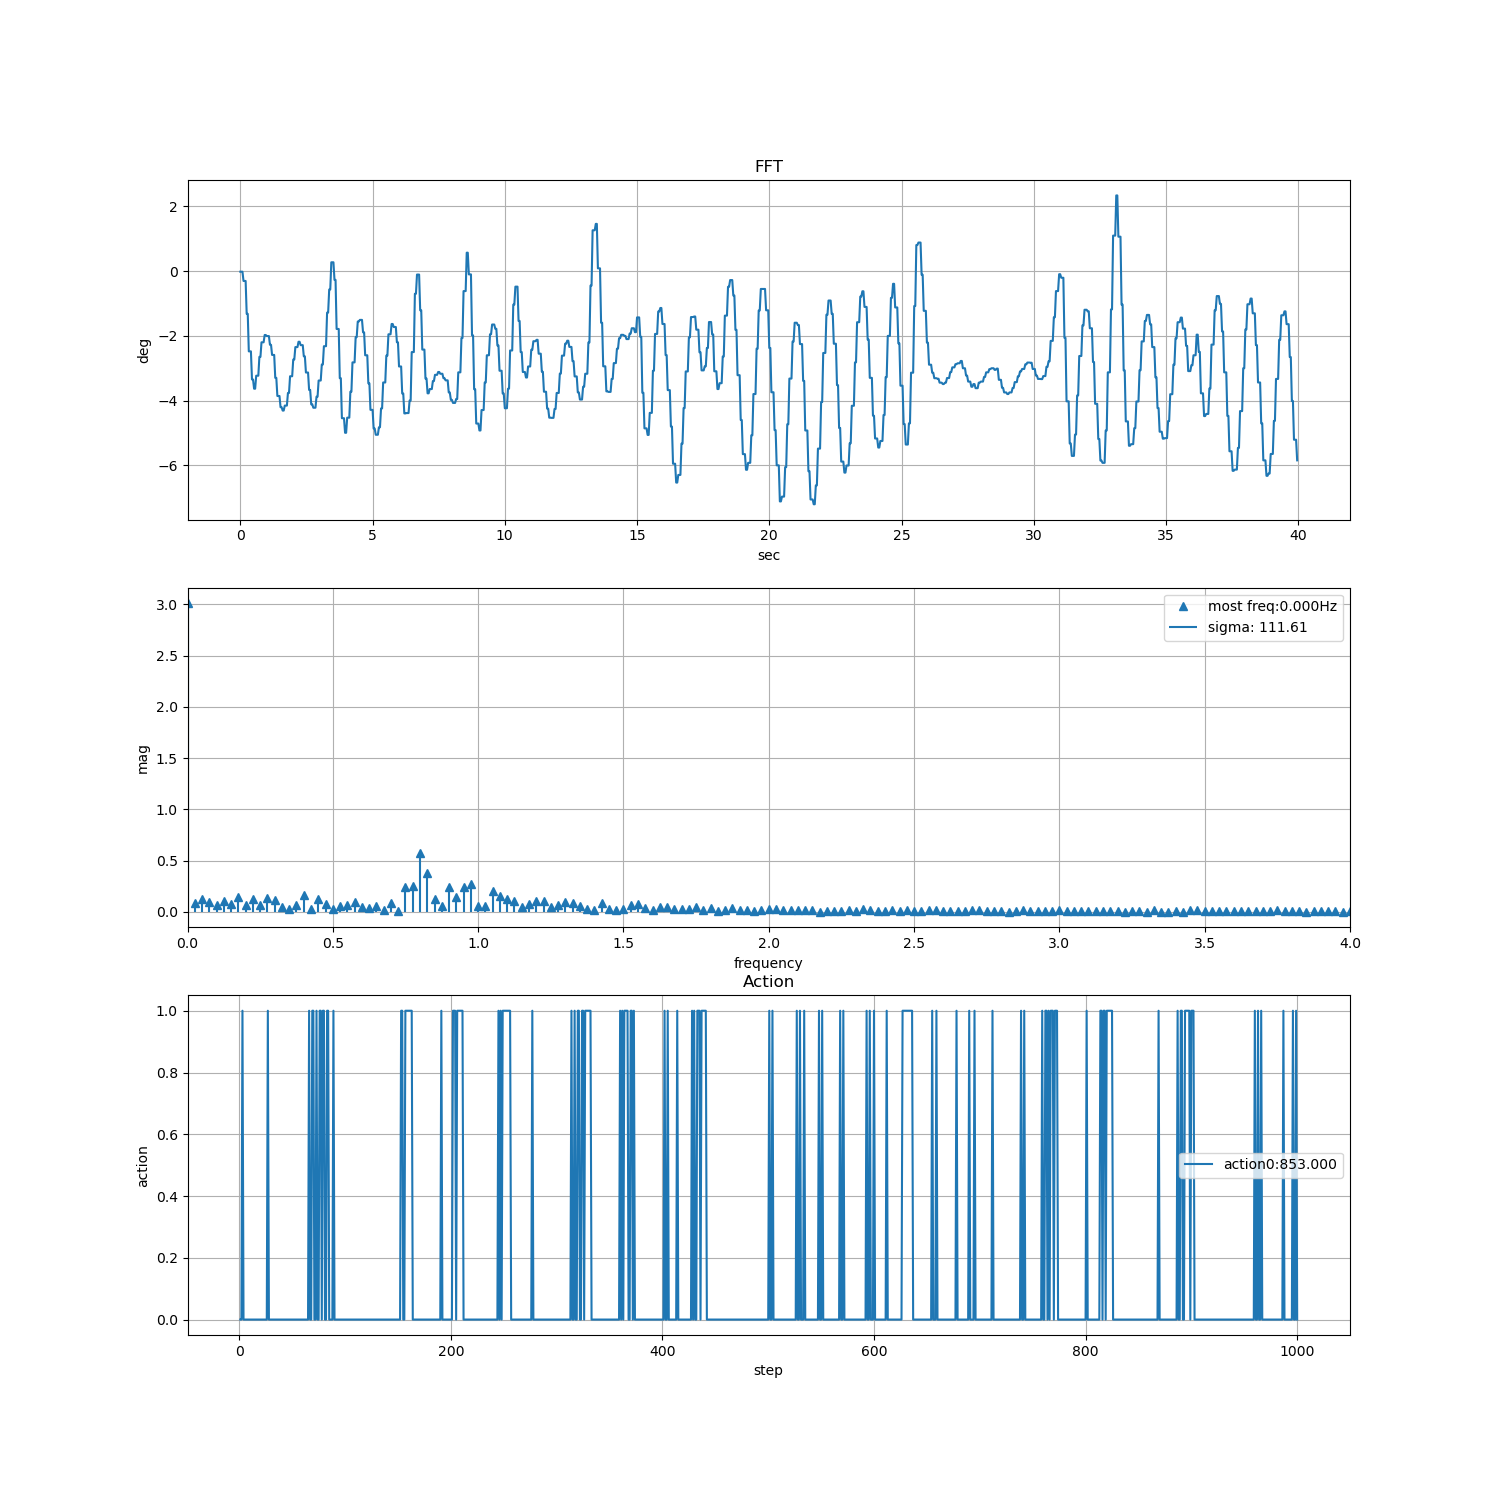 FFT
2
0
−2
−4
−6
deg
0 5 10 15 20 25 30 35 40
sec
3.0
2.5
2.0
1.5
1.0
0.5
0.0
mag
most freq:0.000Hz
sigma: 111.61
0.0 0.5 1.0 1.5 2.0 2.5 3.0 3.5 4.0
frequency
Action
1.0
0.8
0.6
0.4
0.2
0.0
action
action0:853.000
0 200 400 600 800 1000
step